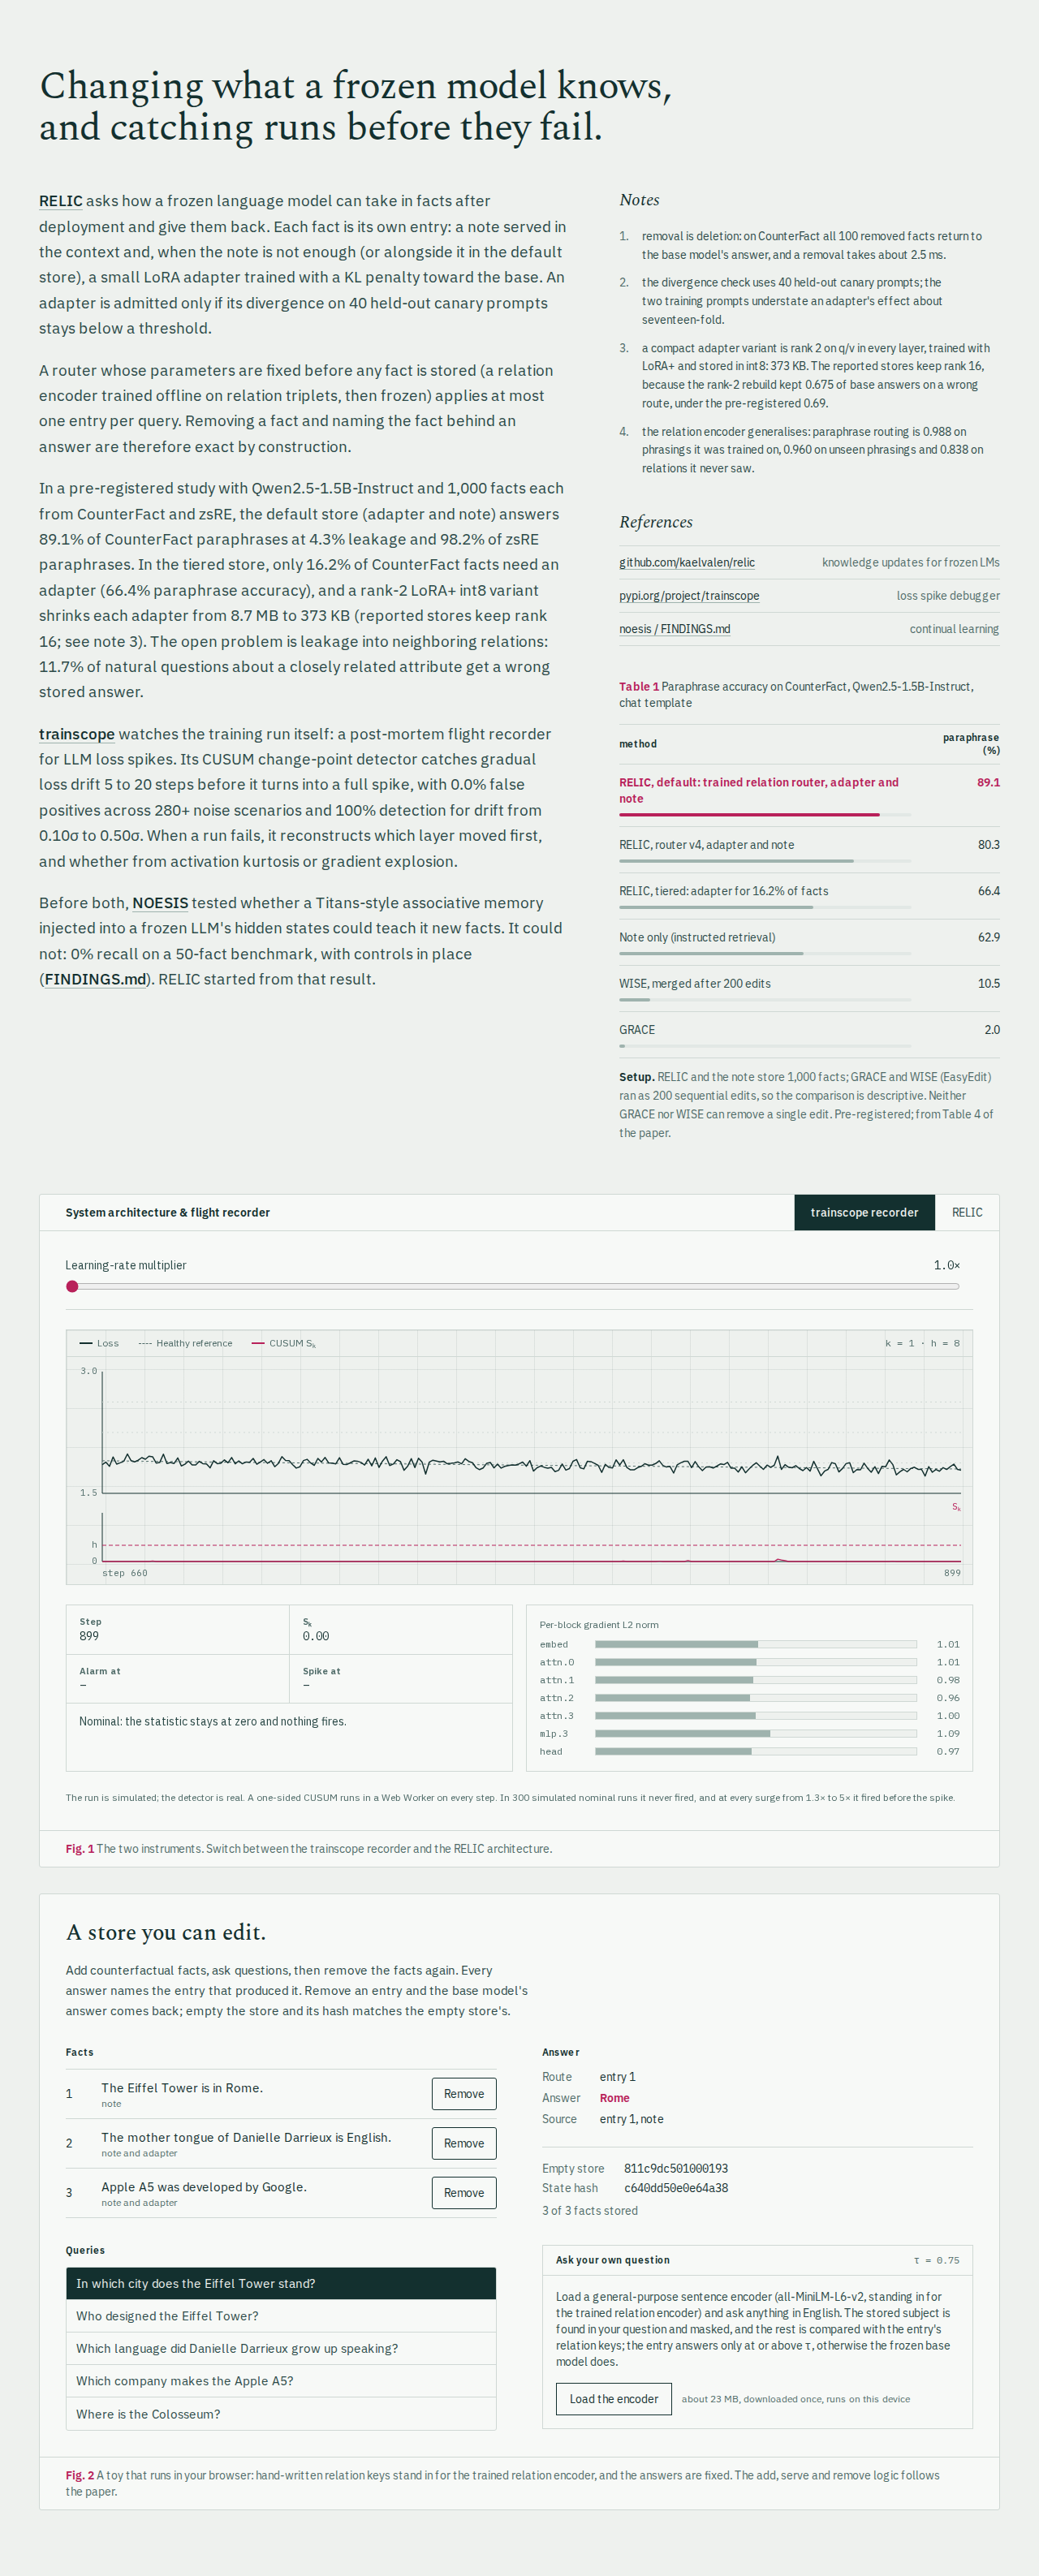 Changing what a frozen model knows,
and catching runs before they fail.
RELIC asks how a frozen language model can take in facts after
deployment and give them back. Each fact is its own entry: a note served in
the context and, when the note is not enough (or alongside it in the default
store), a small LoRA adapter trained with a KL penalty toward the base. An
adapter is admitted only if its divergence on 40 held-out canary prompts
stays below a threshold.
A router whose parameters are fixed before any fact is stored (a relation
encoder trained offline on relation triplets, then frozen) applies at most
one entry per query. Removing a fact and naming the fact behind an
answer are therefore exact by construction.
In a pre-registered study with Qwen2.5-1.5B-Instruct and 1,000 facts each
from CounterFact and zsRE, the default store (adapter and note) answers
89.1% of CounterFact paraphrases at 4.3% leakage and 98.2% of zsRE
paraphrases. In the tiered store, only 16.2% of CounterFact facts need an
adapter (66.4% paraphrase accuracy), and a rank-2 LoRA+ int8 variant
shrinks each adapter from 8.7 MB to 373 KB (reported stores keep rank
16; see note 3). The open problem is leakage into neighboring relations:
11.7% of natural questions about a closely related attribute get a wrong
stored answer.
trainscope watches the training run itself: a post-mortem flight recorder
for LLM loss spikes. Its CUSUM change-point detector catches gradual
loss drift 5 to 20 steps before it turns into a full spike, with 0.0% false
positives across 280+ noise scenarios and 100% detection for drift from
0.10σ to 0.50σ. When a run fails, it reconstructs which layer moved first,
and whether from activation kurtosis or gradient explosion.
Before both, NOESIS tested whether a Titans-style associative memory
injected into a frozen LLM's hidden states could teach it new facts. It could
not: 0% recall on a 50-fact benchmark, with controls in place
(FINDINGS.md). RELIC started from that result.
Notes
1. removal is deletion: on CounterFact all 100 removed facts return to
the base model's answer, and a removal takes about 2.5 ms.
2. the divergence check uses 40 held-out canary prompts; the
two training prompts understate an adapter's effect about
seventeen-fold.
3. a compact adapter variant is rank 2 on q/v in every layer, trained with
LoRA+ and stored in int8: 373 KB. The reported stores keep rank 16,
because the rank-2 rebuild kept 0.675 of base answers on a wrong
route, under the pre-registered 0.69.
4. the relation encoder generalises: paraphrase routing is 0.988 on
phrasings it was trained on, 0.960 on unseen phrasings and 0.838 on
relations it never saw.
References
github.com/kaelvalen/relic knowledge updates for frozen LMs
pypi.org/project/trainscope loss spike debugger
noesis / FINDINGS.md continual learning
Table 1 Paraphrase accuracy on CounterFact, Qwen2.5-1.5B-Instruct,
chat template
method paraphrase
(%)
RELIC, default: trained relation router, adapter and 89.1
note
RELIC, router v4, adapter and note 80.3
RELIC, tiered: adapter for 16.2% of facts 66.4
Note only (instructed retrieval) 62.9
WISE, merged after 200 edits 10.5
GRACE 2.0
Setup. RELIC and the note store 1,000 facts; GRACE and WISE (EasyEdit)
ran as 200 sequential edits, so the comparison is descriptive. Neither
GRACE nor WISE can remove a single edit. Pre-registered; from Table 4 of
the paper.
System architecture & flight recorder trainscope recorder RELIC
Learning-rate multiplier 1.0×
Loss Healthy reference CUSUM Sₖ k = 1 · h = 8
3.0
1.5
Sₖ
h
0
step 660 899
Step
899
Sₖ
0.00
Alarm at
–
Spike at
–
Nominal: the statistic stays at zero and nothing fires.
Per-block gradient L2 norm
embed 1.01
attn.0 1.01
attn.1 0.98
attn.2 0.96
attn.3 1.00
mlp.3 1.09
head 0.97
The run is simulated; the detector is real. A one-sided CUSUM runs in a Web Worker on every step. In 300 simulated nominal runs it never fired, and at every surge from 1.3× to 5× it fired before the spike.
Fig. 1 The two instruments. Switch between the trainscope recorder and the RELIC architecture.
A store you can edit.
Add counterfactual facts, ask questions, then remove the facts again. Every
answer names the entry that produced it. Remove an entry and the base model's
answer comes back; empty the store and its hash matches the empty store's.
Facts
1 The Eiffel Tower is in Rome. Remove
note
2 The mother tongue of Danielle Darrieux is English. Remove
note and adapter
3 Apple A5 was developed by Google. Remove
note and adapter
Queries
In which city does the Eiffel Tower stand?
Who designed the Eiffel Tower?
Which language did Danielle Darrieux grow up speaking?
Which company makes the Apple A5?
Where is the Colosseum?
Answer
Route entry 1
Answer Rome
Source entry 1, note
Empty store 811c9dc501000193
State hash c640dd50e0e64a38
3 of 3 facts stored
Ask your own question τ = 0.75
Load a general-purpose sentence encoder (all-MiniLM-L6-v2, standing in for
the trained relation encoder) and ask anything in English. The stored subject is
found in your question and masked, and the rest is compared with the entry's
relation keys; the entry answers only at or above τ, otherwise the frozen base
model does.
Load the encoder about 23 MB, downloaded once, runs on this device
Fig. 2 A toy that runs in your browser: hand-written relation keys stand in for the trained relation encoder, and the answers are fixed. The add, serve and remove logic follows
the paper.